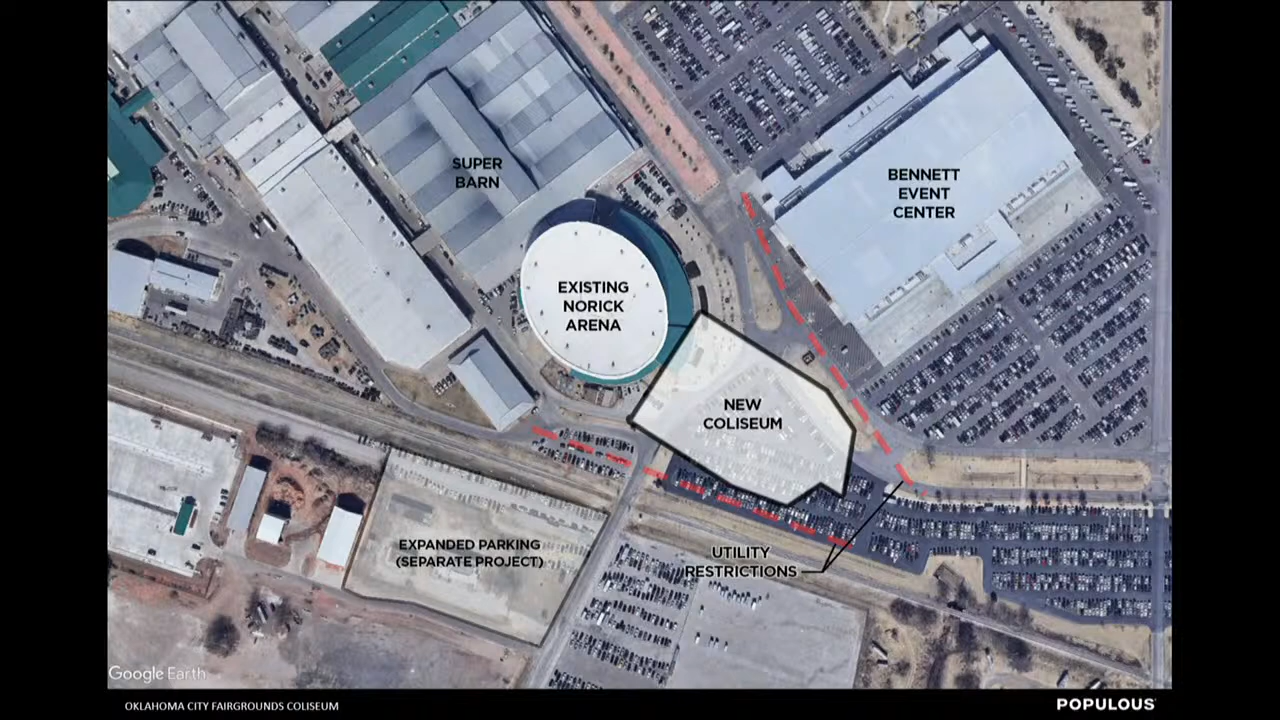 SUPER
BARN
BENNETT
EVENT
CENTER
EXISTING
NORICK
ARENA
NEW
COLISEUM
EXPANDED PARKING
(SEPARATE PROJECT)
UTILITY
RESTRICTIONS
Google Earth
OKLAHOMA CITY FAIRGROUNDS COLISEUM
POPULOUS